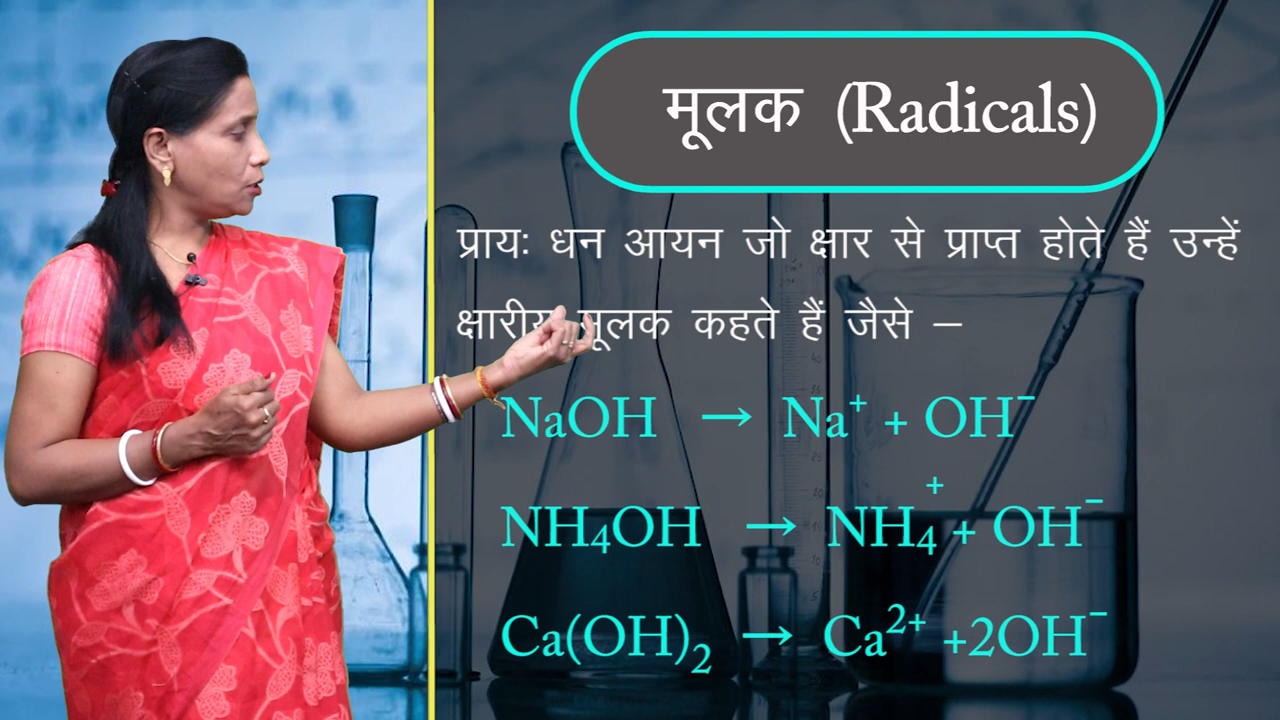 मूलक (Radicals)
प्रायः धन आयन जो क्षार से प्राप्त होते हैं उन्हें
क्षारीय मूलक कहते हैं जैसे –
NaOH → Na⁺ + OH⁻
NH₄OH → NH₄⁺ + OH⁻
Ca(OH)₂ → Ca²⁺ +2OH⁻